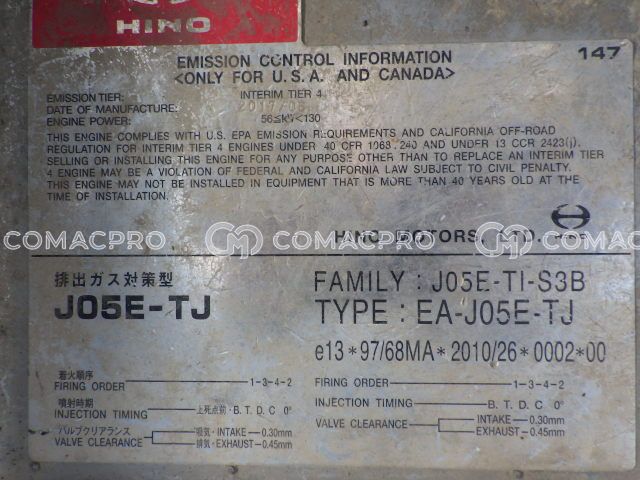 HINO
147
EMISSION CONTROL INFORMATION
<ONLY FOR U.S.A. AND CANADA>
EMISSION TIER: INTERIM TIER 4
DATE OF MANUFACTURE: 2017/08
ENGINE POWER: 56≤kW<130
THIS ENGINE COMPLIES WITH U.S. EPA EMISSION REQUIREMENTS AND CALIFORNIA OFF-ROAD
REGULATION FOR INTERIM TIER 4 ENGINES UNDER 40 CFR 1068.240 AND UNDER 13 CCR 2423(j).
SELLING OR INSTALLING THIS ENGINE FOR ANY PURPOSE OTHER THAN TO REPLACE AN INTERIM TIER
4 ENGINE MAY BE A VIOLATION OF FEDERAL AND CALIFORNIA LAW SUBJECT TO CIVIL PENALTY.
THIS ENGINE MAY NOT BE INSTALLED IN EQUIPMENT THAT IS MORE THAN 40 YEARS OLD AT THE
TIME OF INSTALLATION.
HINO MOTORS, LTD.
COMACPRO COMACPRO COMACPRO
排出ガス対策型
J05E-TJ
着火順序
FIRING ORDER 1-3-4-2
噴射時期
INJECTION TIMING 上死点前・B.T.D.C 0°
バルブクリアランス
VALVE CLEARANCE
吸気・INTAKE-0.30mm
排気・EXHAUST-0.45mm
FAMILY : J05E-TI-S3B
TYPE : EA-J05E-TJ
e13*97/68MA*2010/26*0002*00
FIRING ORDER 1-3-4-2
INJECTION TIMING B.T.D.C 0°
VALVE CLEARANCE
INTAKE-0.30mm
EXHAUST-0.45mm